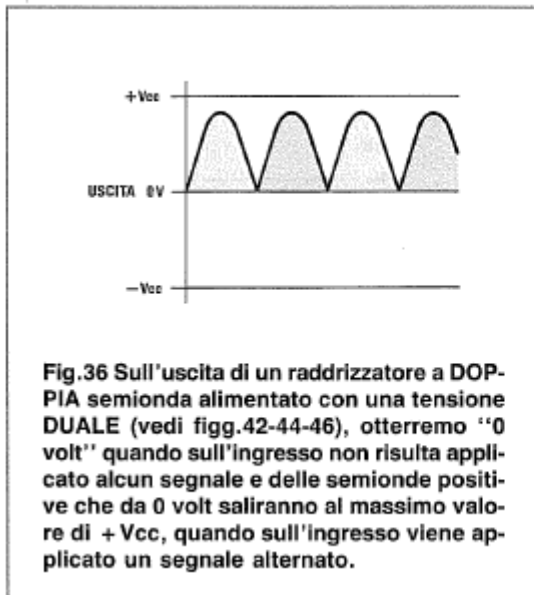 +Vcc
USCITA 0V
-Vcc
Fig.36 Sull'uscita di un raddrizzatore a DOP-
PIA semionda alimentato con una tensione
DUALE (vedi figg.42-44-46), otterremo "0
volt" quando sull'ingresso non risulta appli-
cato alcun segnale e delle semionde positi-
ve che da 0 volt saliranno al massimo valo-
re di +Vcc, quando sull'ingresso viene ap-
plicato un segnale alternato.